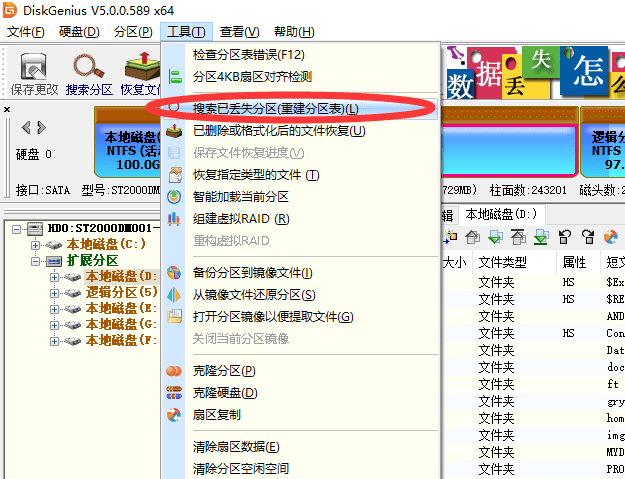 DiskGenius V5.0.0.589 x64
文件(F) 硬盘(D) 分区(P) 工具(T) 查看(V) 帮助(H)
保存更改 搜索分区 恢复文件
数据丢失怎
检查分区表错误(F12)
分区4KB扇区对齐检测
搜索已丢失分区(重建分区表)(L)
已删除或格式化后的文件恢复(U)
保存文件恢复进度(V)
恢复指定类型的文件 (T)
智能加载当前分区
组建虚拟RAID (R)
重构虚拟RAID
备份分区到镜像文件(I)
从镜像文件还原分区(S)
打开分区镜像以便提取文件(G)
关闭当前分区镜像
克隆分区(P)
克隆硬盘(D)
扇区复制
清除扇区数据(E)
清除分区空闲空间
硬盘 0
本地磁盘
NTFS (活
100.0G
逻辑分
NTFS
97.
接口:SATA 型号:ST2000DM
729MB) 柱面数:243201 磁头数
HD0:ST2000DM001-
本地磁盘(C:)
扩展分区
本地磁盘(D:
逻辑分区(5)
本地磁盘(E:
本地磁盘(G:
本地磁盘(F:
辑 本地磁盘(D:)
大小 文件类型 属性 短文
文件夹 HS $Ex
文件夹 HS $RE
文件夹 AND
文件夹 HS Con
文件夹 Dat
文件夹 doc
文件夹 ft
文件夹 gry
文件夹 hom
文件夹 img
文件夹 MYD
文件夹 PRO